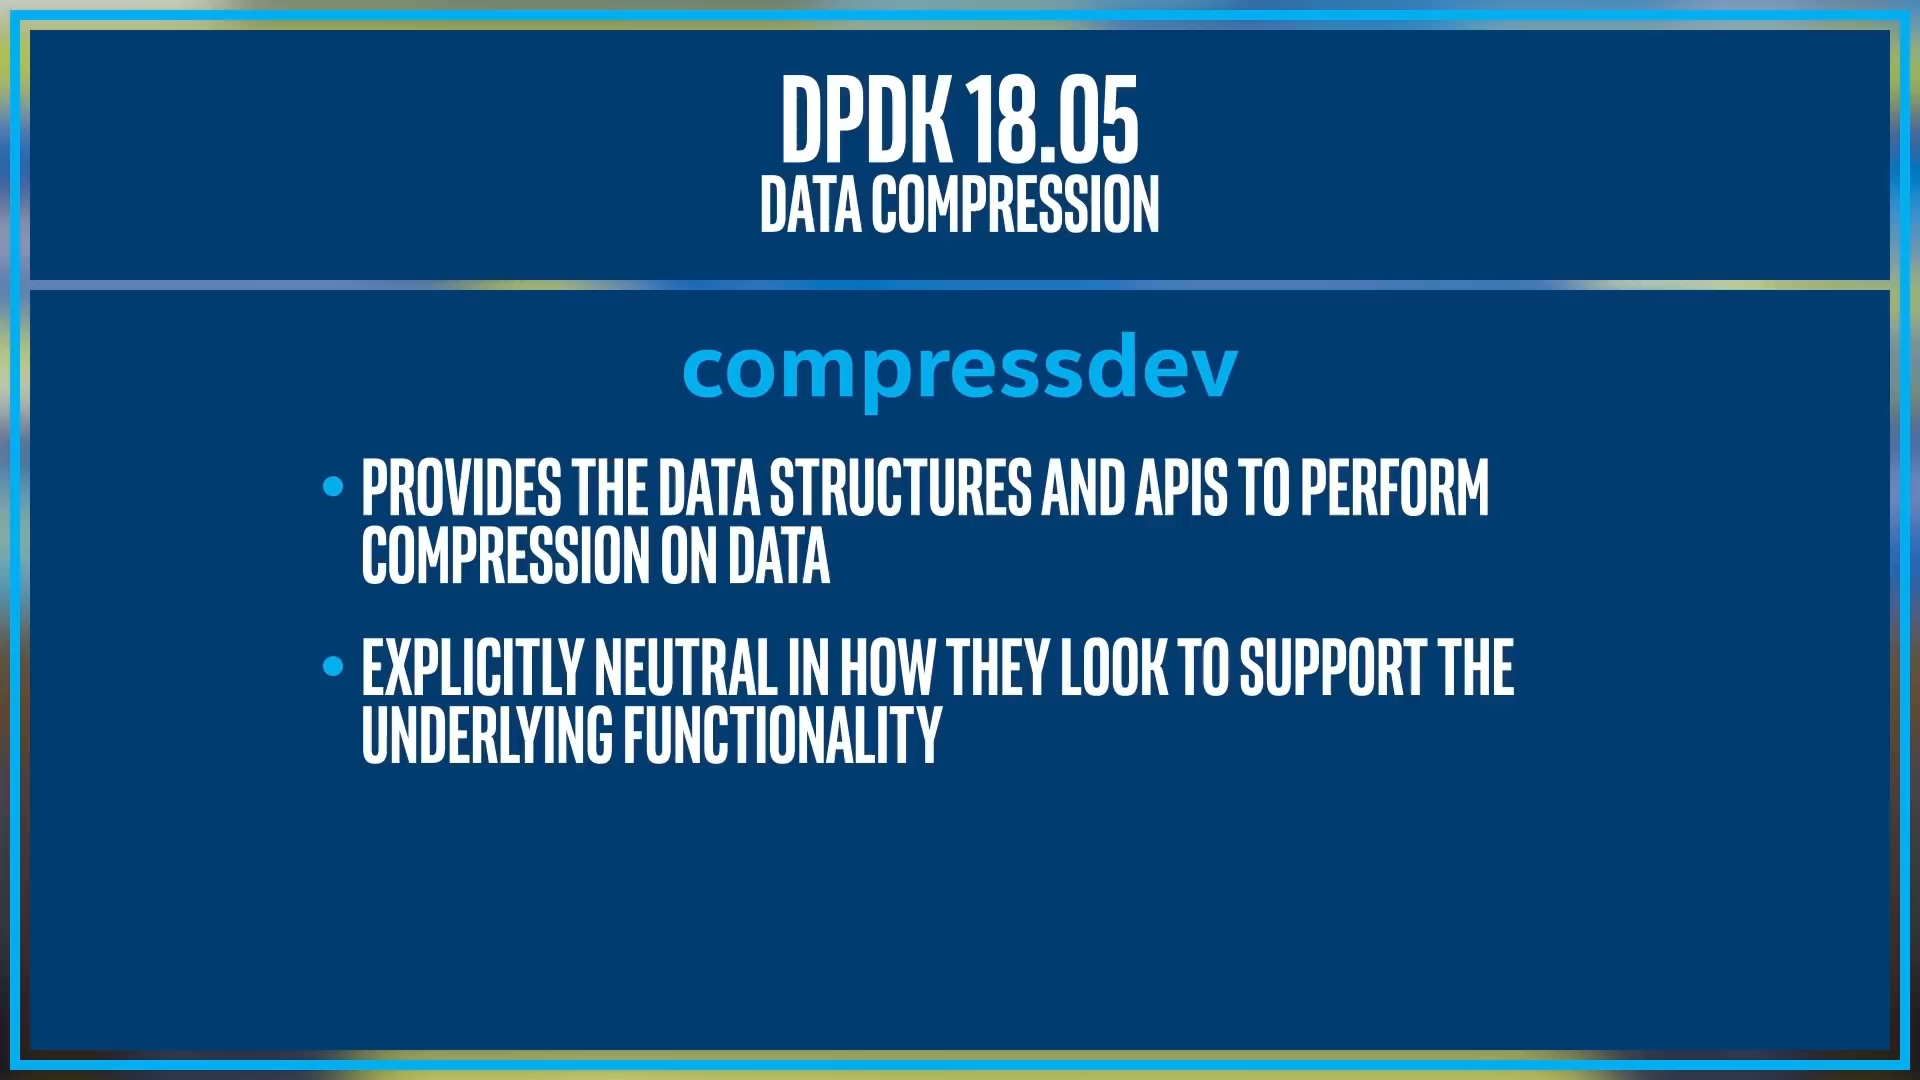 DPDK 18.05
DATA COMPRESSION
compressdev
• PROVIDES THE DATA STRUCTURES AND APIS TO PERFORM
COMPRESSION ON DATA
• EXPLICITLY NEUTRAL IN HOW THEY LOOK TO SUPPORT THE
UNDERLYING FUNCTIONALITY